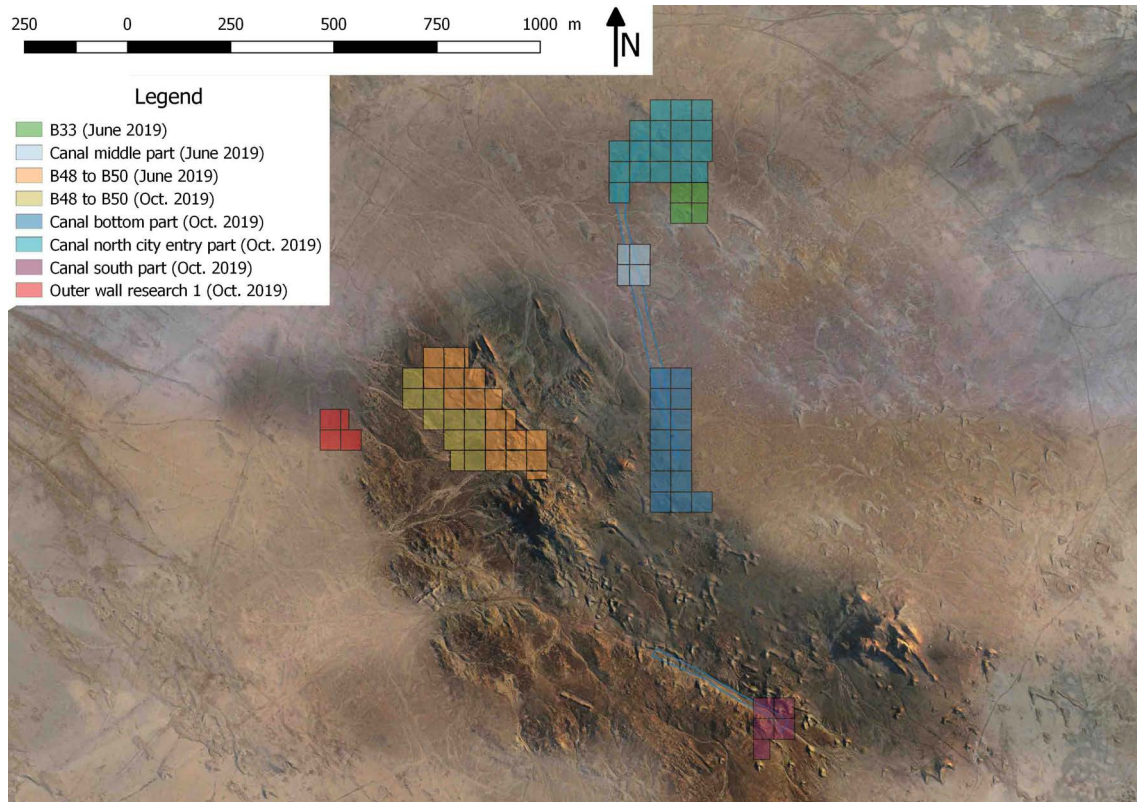 250 0 250 500 750 1000 m
N
Legend
B33 (June 2019)
Canal middle part (June 2019)
B48 to B50 (June 2019)
B48 to B50 (Oct. 2019)
Canal bottom part (Oct. 2019)
Canal north city entry part (Oct. 2019)
Canal south part (Oct. 2019)
Outer wall research 1 (Oct. 2019)